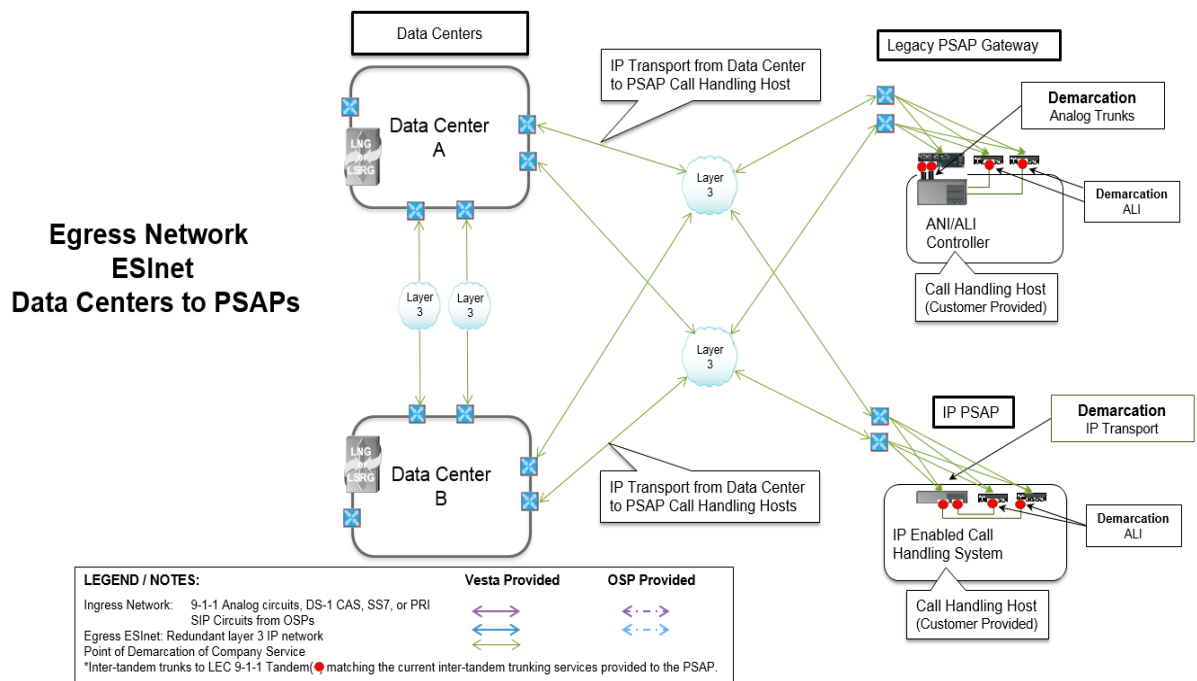 Data Centers
Legacy PSAP Gateway
IP Transport from Data Center
to PSAP Call Handling Host
Demarcation
Analog Trunks
Data Center
A
LNG
or
LSRG
Layer
3
Demarcation
ALI
ANI/ALI
Controller
Egress Network
ESInet
Data Centers to PSAPs
Call Handling Host
(Customer Provided)
Layer
3
Layer
3
Layer
3
IP PSAP
Demarcation
IP Transport
LNG
or
LSRG
Data Center
B
IP Transport from Data Center
to PSAP Call Handling Hosts
Demarcation
ALI
IP Enabled Call
Handling System
Call Handling Host
(Customer Provided)
LEGEND / NOTES:
Vesta Provided
OSP Provided
Ingress Network: 9-1-1 Analog circuits, DS-1 CAS, SS7, or PRI
SIP Circuits from OSPs
Egress ESInet: Redundant layer 3 IP network
Point of Demarcation of Company Service
*Inter-tandem trunks to LEC 9-1-1 Tandem( matching the current inter-tandem trunking services provided to the PSAP.